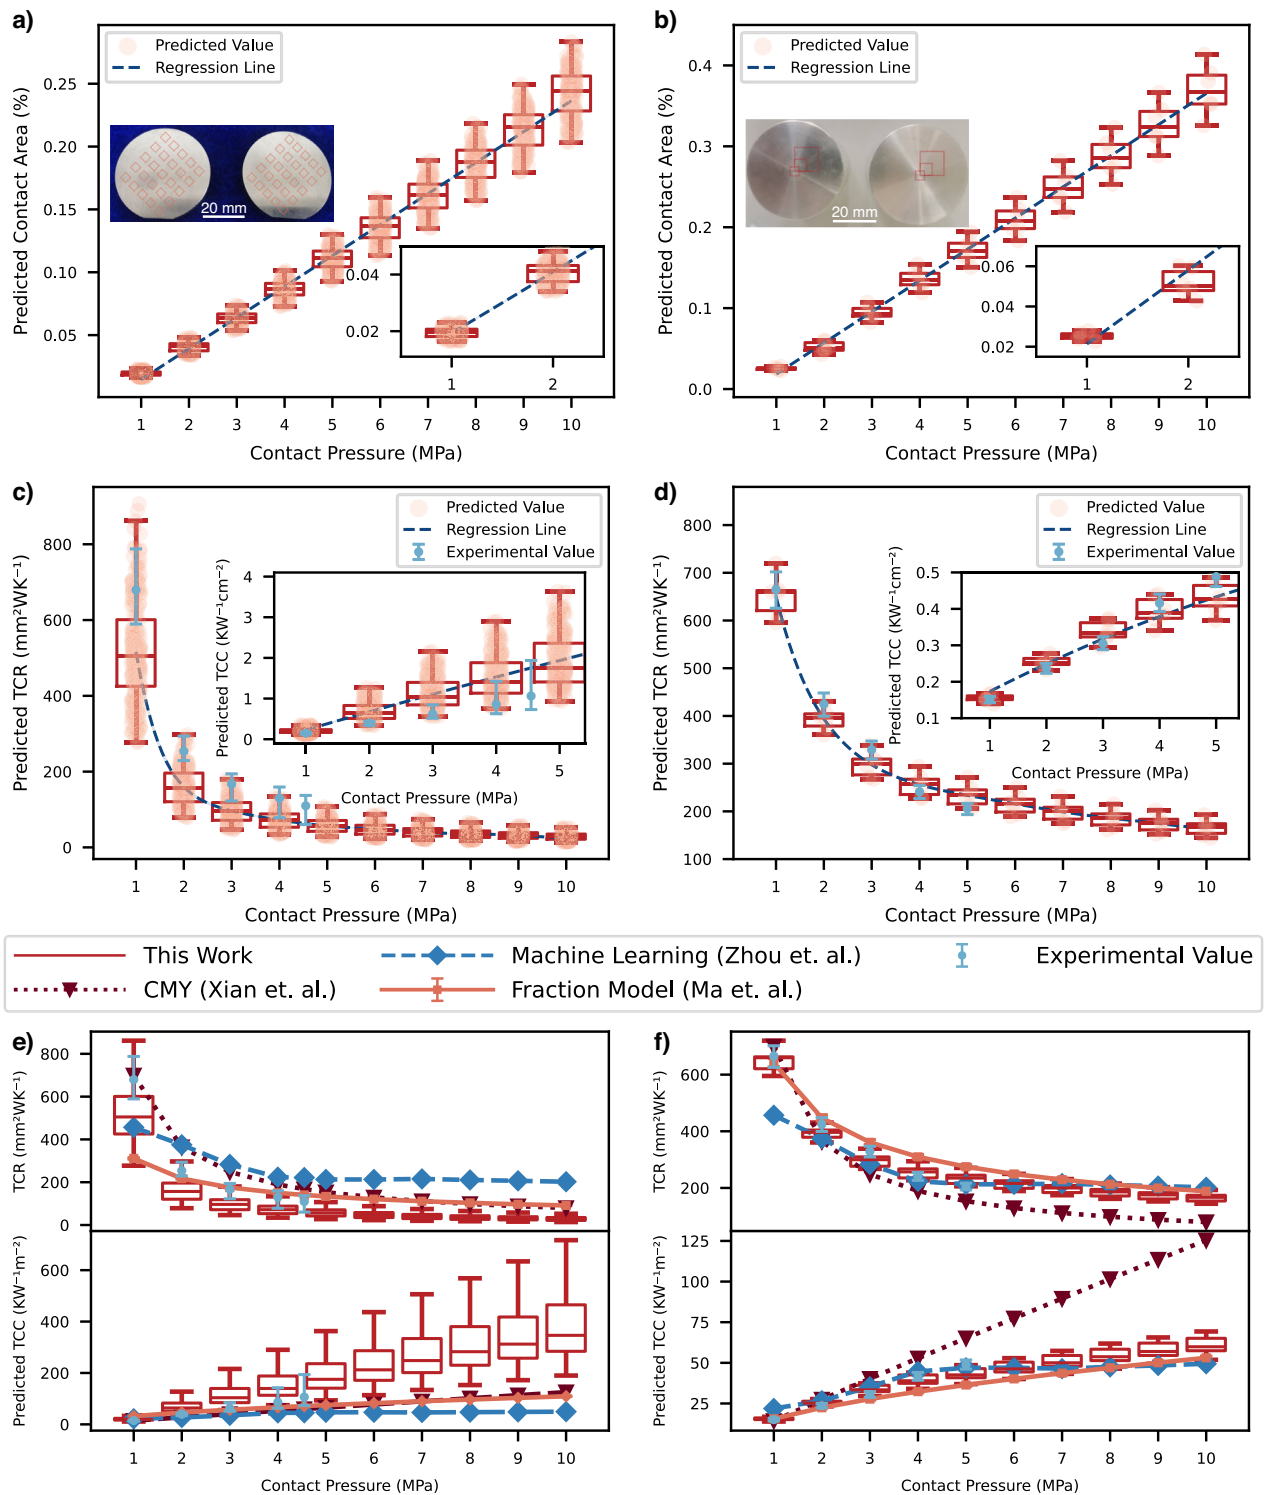 a)
Predicted Value
Regression Line
Predicted Contact Area (%)
0.25
0.20
0.15
0.10
0.05
20 mm
0.04
0.02
1 2
1 2 3 4 5 6 7 8 9 10
Contact Pressure (MPa)
b)
Predicted Value
Regression Line
Predicted Contact Area (%)
0.4
0.3
0.2
0.1
0.0
20 mm
0.06
0.04
0.02
1 2
1 2 3 4 5 6 7 8 9 10
Contact Pressure (MPa)
c)
Predicted Value
Regression Line
Experimental Value
Predicted TCR (mm²WK⁻¹)
800
600
400
200
0
Predicted TCC (KW⁻¹cm⁻²)
4
3
2
1
0
1 2 3 4 5
Contact Pressure (MPa)
1 2 3 4 5 6 7 8 9 10
Contact Pressure (MPa)
d)
Predicted Value
Regression Line
Experimental Value
Predicted TCR (mm²WK⁻¹)
800
700
600
500
400
300
200
100
Predicted TCC (KW⁻¹cm⁻²)
0.5
0.4
0.3
0.2
0.1
1 2 3 4 5
Contact Pressure (MPa)
1 2 3 4 5 6 7 8 9 10
Contact Pressure (MPa)
This Work
Machine Learning (Zhou et. al.)
Experimental Value
CMY (Xian et. al.)
Fraction Model (Ma et. al.)
e)
TCR (mm²WK⁻¹)
800
600
400
200
0
Predicted TCC (KW⁻¹m⁻²)
600
400
200
0
1 2 3 4 5 6 7 8 9 10
Contact Pressure (MPa)
f)
TCR (mm²WK⁻¹)
600
400
200
Predicted TCC (KW⁻¹m⁻²)
125
100
75
50
25
1 2 3 4 5 6 7 8 9 10
Contact Pressure (MPa)